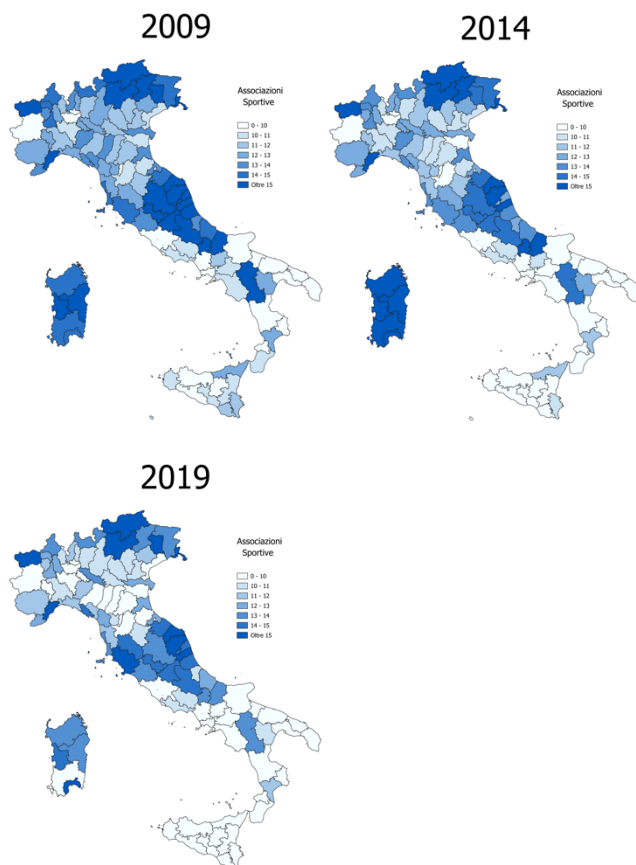 2009
2014
Associazioni
Sportive
0 - 10
10 - 11
11 - 12
12 - 13
13 - 14
14 - 15
Oltre 15
Associazioni
Sportive
0 - 10
10 - 11
11 - 12
12 - 13
13 - 14
14 - 15
Oltre 15
2019
Associazioni
Sportive
0 - 10
10 - 11
11 - 12
12 - 13
13 - 14
14 - 15
Oltre 15